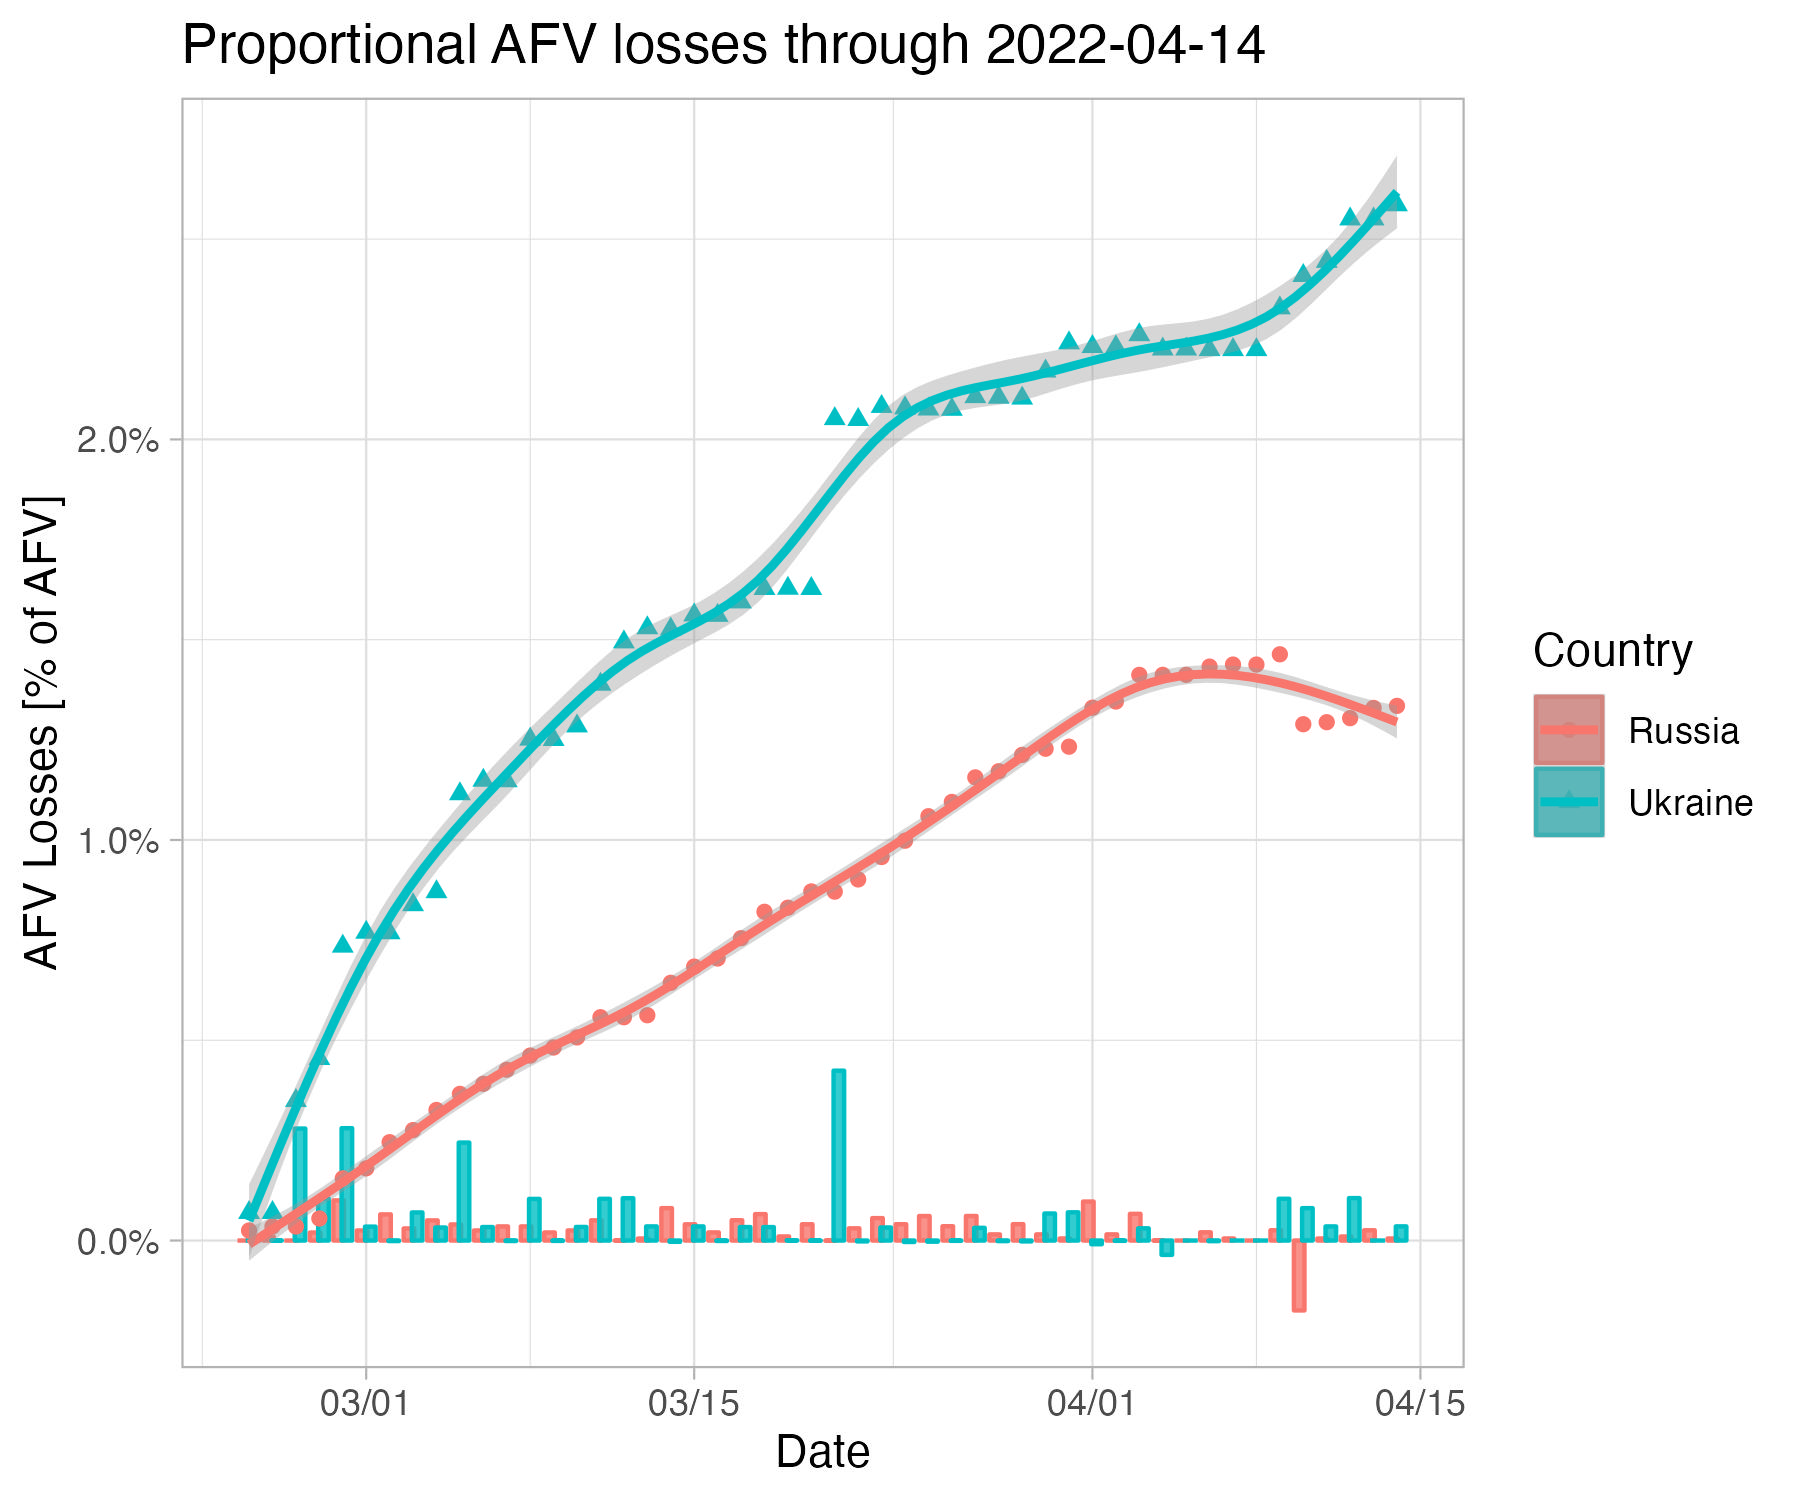 Proportional AFV losses through 2022-04-14
AFV Losses [% of AFV]
2.0%
1.0%
0.0%
03/01
03/15
04/01
04/15
Date
Country
Russia
Ukraine